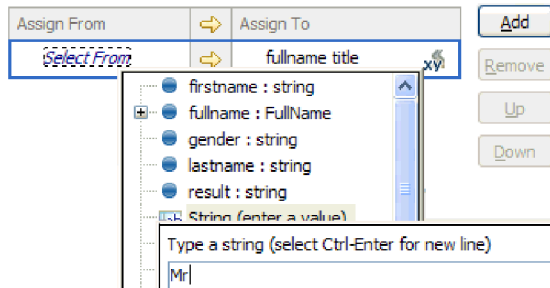 Assign From Assign To Add
Select From fullname title xy Remove
firstname : string
fullname : FullName Up
gender : string
lastname : string Down
result : string
String (enter a value)
Type a string (select Ctrl-Enter for new line)
Mr